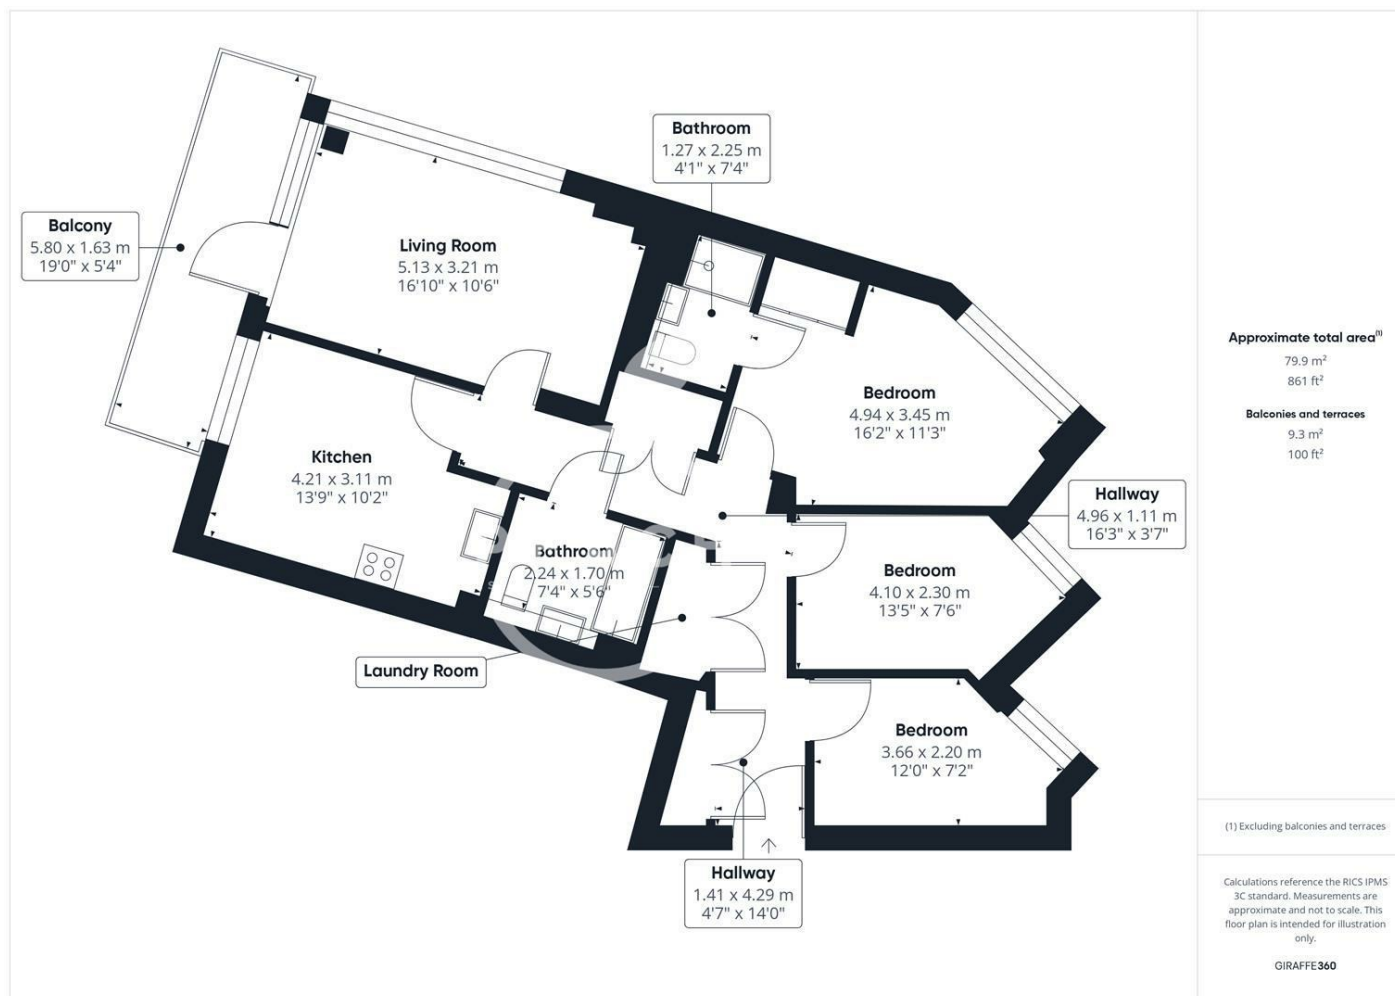 Bathroom
1.27 x 2.25 m
4'1" x 7'4"
Balcony
5.80 x 1.63 m
19'0" x 5'4"
Living Room
5.13 x 3.21 m
16'10" x 10'6"
Bedroom
4.94 x 3.45 m
16'2" x 11'3"
Kitchen
4.21 x 3.11 m
13'9" x 10'2"
Hallway
4.96 x 1.11 m
16'3" x 3'7"
Bathroom
2.24 x 1.70 m
7'4" x 5'6"
Bedroom
4.10 x 2.30 m
13'5" x 7'6"
Laundry Room
Bedroom
3.66 x 2.20 m
12'0" x 7'2"
Hallway
1.41 x 4.29 m
4'7" x 14'0"
Approximate total area(1)
79.9 m²
861 ft²
Balconies and terraces
9.3 m²
100 ft²
(1) Excluding balconies and terraces
Calculations reference the RICS IPMS
3C standard. Measurements are
approximate and not to scale. This
floor plan is intended for illustration
only.
GIRAFFE360